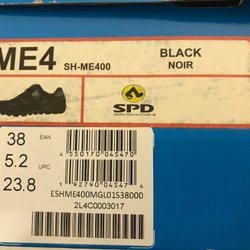 ME4
SH-ME400
BLACK
NOIR
SPD
38
EAN
4 550170 045470
5.2
UPC
1 92790 04547 4
23.8
ESHME400MGL01S38000
2L4C0003017